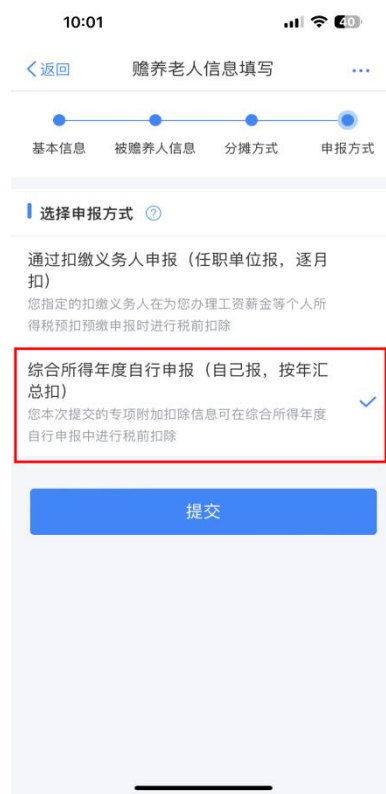 10:01
40
返回
赡养老人信息填写
...
基本信息
被赡养人信息
分摊方式
申报方式
选择申报方式 ?
通过扣缴义务人申报（任职单位报，逐月
扣）
您指定的扣缴义务人在为您办理工资薪金等个人所
得税预扣预缴申报时进行税前扣除
综合所得年度自行申报（自己报，按年汇
总扣）
您本次提交的专项附加扣除信息可在综合所得年度
自行申报中进行税前扣除
提交